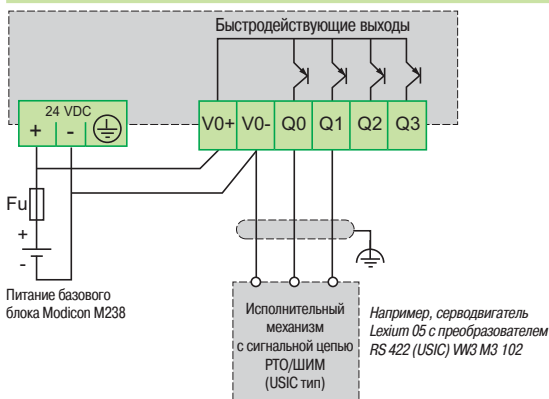 Быстродействующие выходы
24 VDC
+ | - |
V0+ V0- Q0 Q1 Q2 Q3
Fu
+
-
Питание базового
блока Modicon M238
Исполнительный
механизм
с сигнальной цепью
РТО/ШИМ
(USIC тип)
Например, серводвигатель
Lexium 05 с преобразователем
RS 422 (USIC) VW3 M3 102